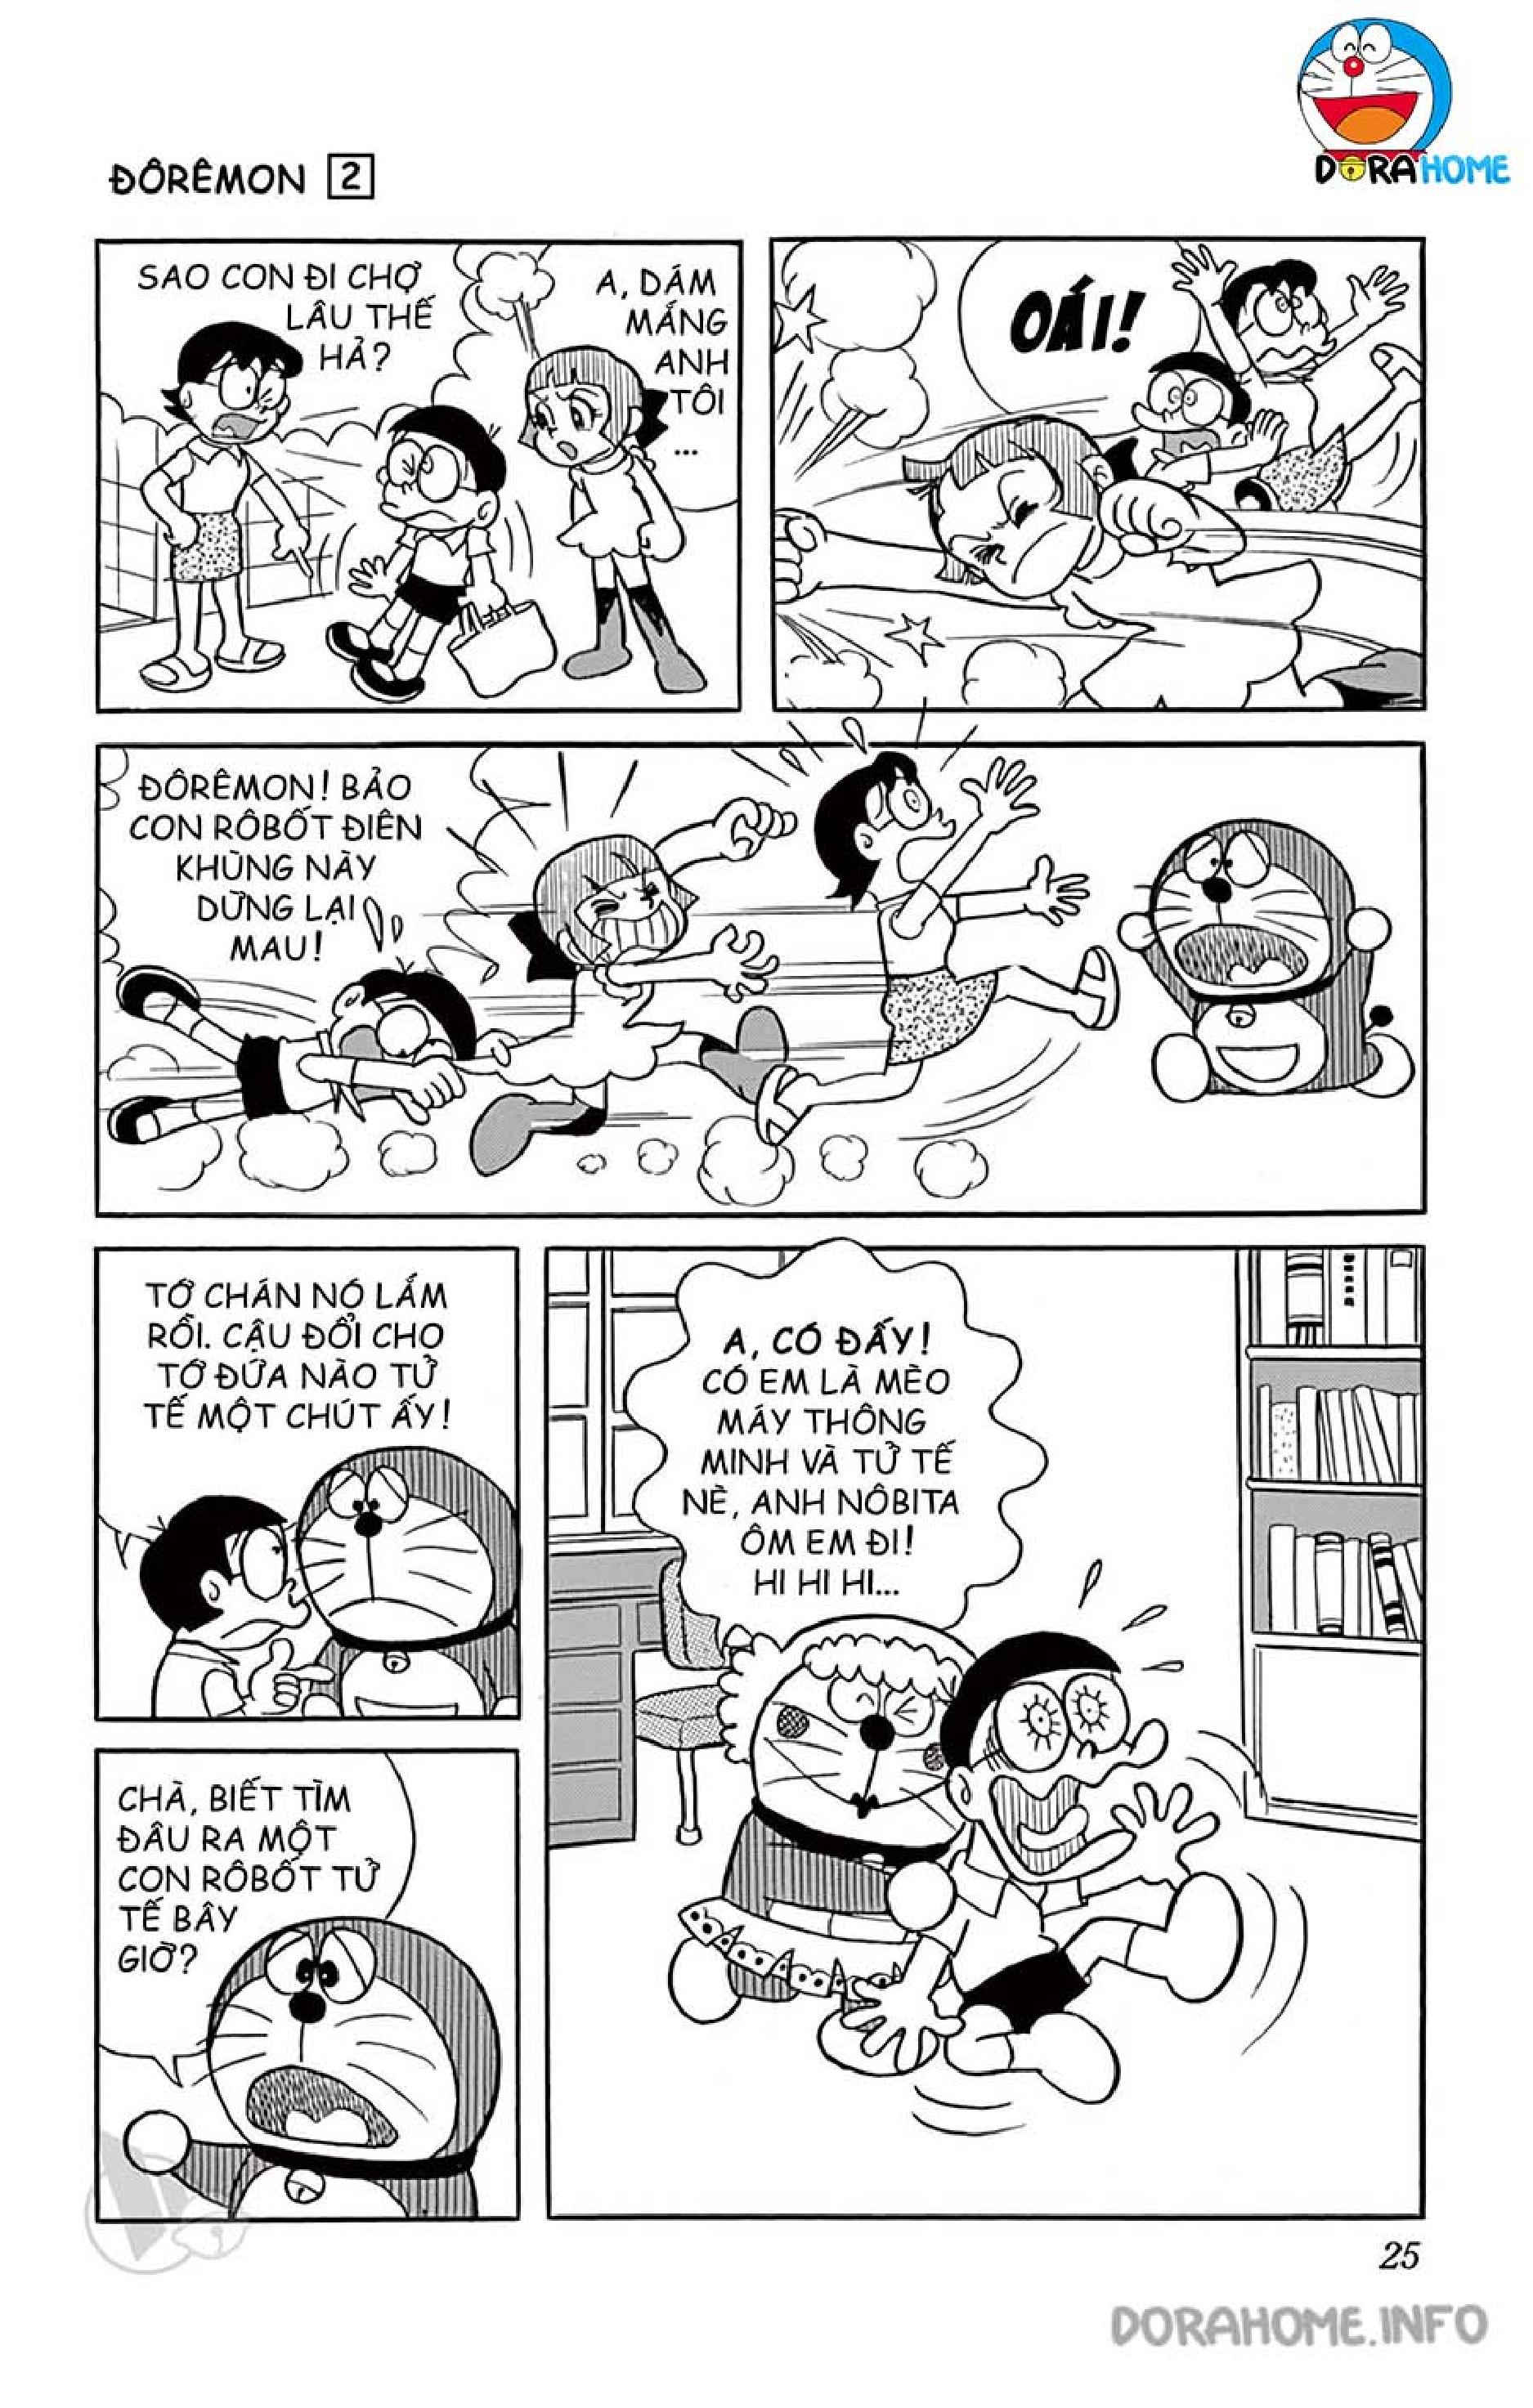 DORAHOME
ĐÔRÊMON 2
SAO CON ĐI CHỢ
LÂU THẾ
HẢ?
A, DÁM
MẮNG
ANH
TÔI
...
OÁI!
ĐÔRÊMON! BẢO
CON RÔBỐT ĐIÊN
KHÙNG NÀY
DỪNG LẠI
MAU!
TỚ CHÁN NÓ LẮM
RỒI. CẬU ĐỔI CHO
TỚ ĐỨA NÀO TỬ
TẾ MỘT CHÚT ẤY!
A, CÓ ĐẤY!
CÓ EM LÀ MÈO
MÁY THÔNG
MINH VÀ TỬ TẾ
NÈ, ANH NÔBITA
ÔM EM ĐI!
HI HI HI...
CHÀ, BIẾT TÌM
ĐÂU RA MỘT
CON RÔBỐT TỬ
TẾ BÂY
GIỜ?
25
DORAHOME.INFO